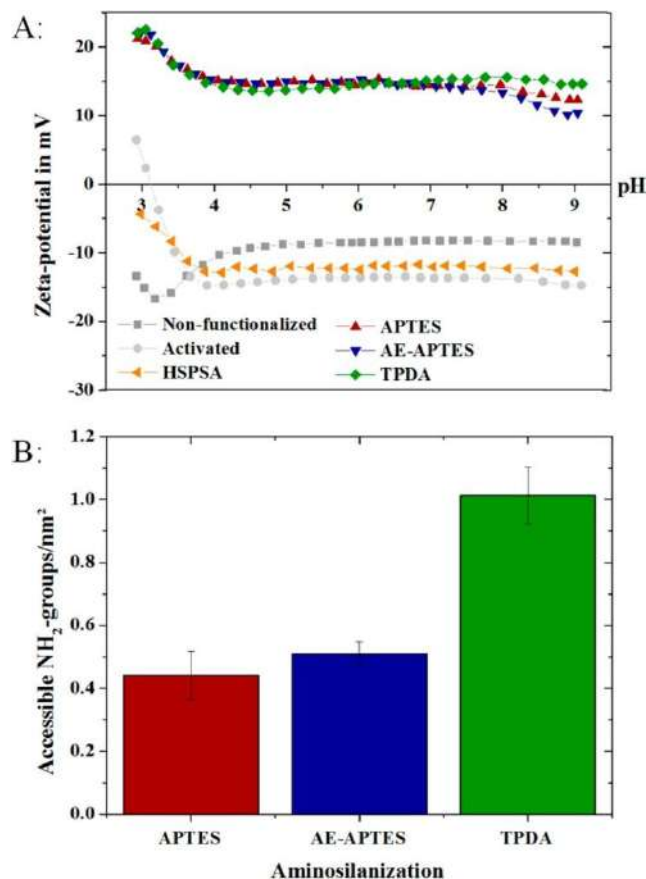 A:
Zeta-potential in mV
20
10
0
-10
-20
-30
3 4 5 6 7 8 9
pH
Non-functionalized
Activated
HSPSA
APTES
AE-APTES
TPDA
B:
Accessible NH₂-groups/nm²
1.2
1.0
0.8
0.6
0.4
0.2
0.0
APTES AE-APTES TPDA
Aminosilanization